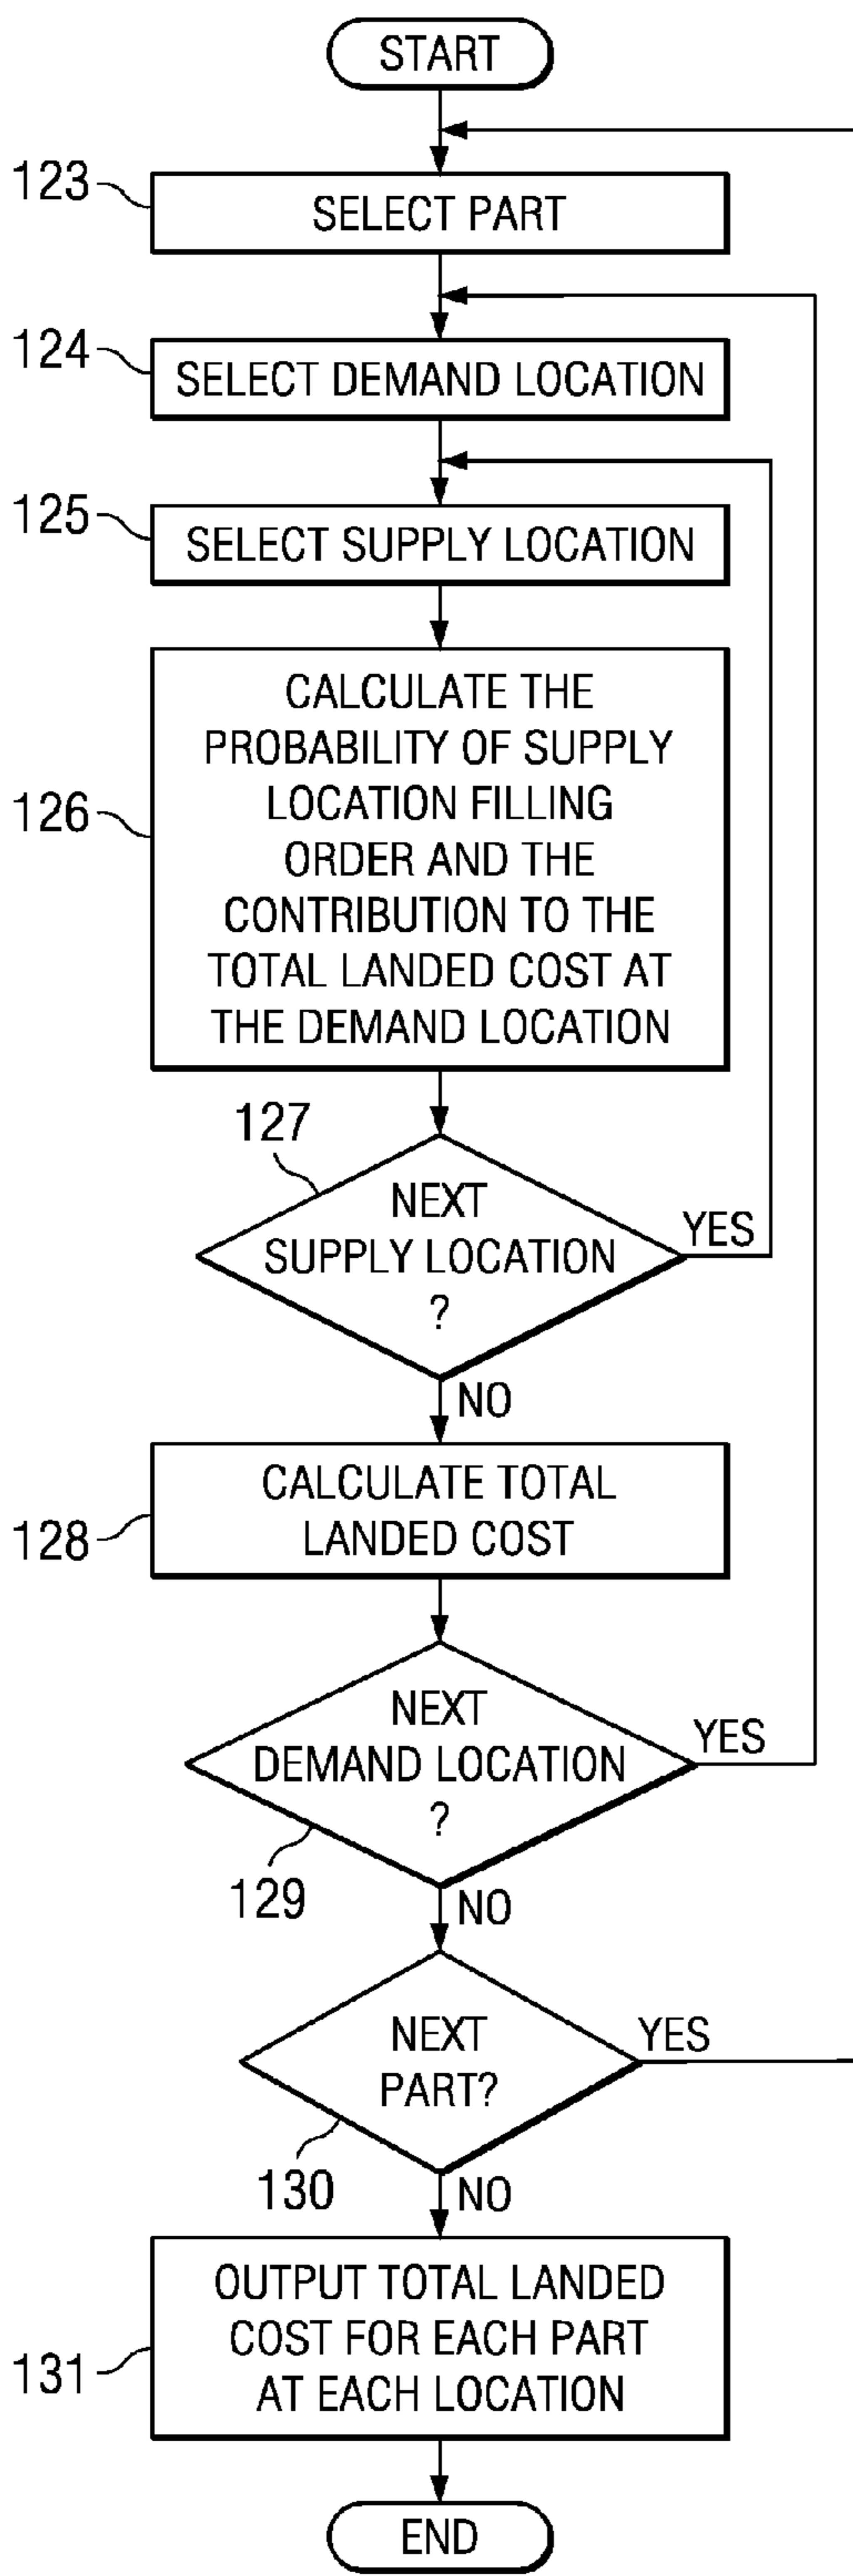 START
123
SELECT PART
124
SELECT DEMAND LOCATION
125
SELECT SUPPLY LOCATION
126
CALCULATE THE
PROBABILITY OF SUPPLY
LOCATION FILLING
ORDER AND THE
CONTRIBUTION TO THE
TOTAL LANDED COST AT
THE DEMAND LOCATION
127
NEXT
SUPPLY LOCATION
?
YES
NO
128
CALCULATE TOTAL
LANDED COST
NEXT
DEMAND LOCATION
?
YES
129
NO
NEXT
PART?
YES
130
NO
131
OUTPUT TOTAL LANDED
COST FOR EACH PART
AT EACH LOCATION
END